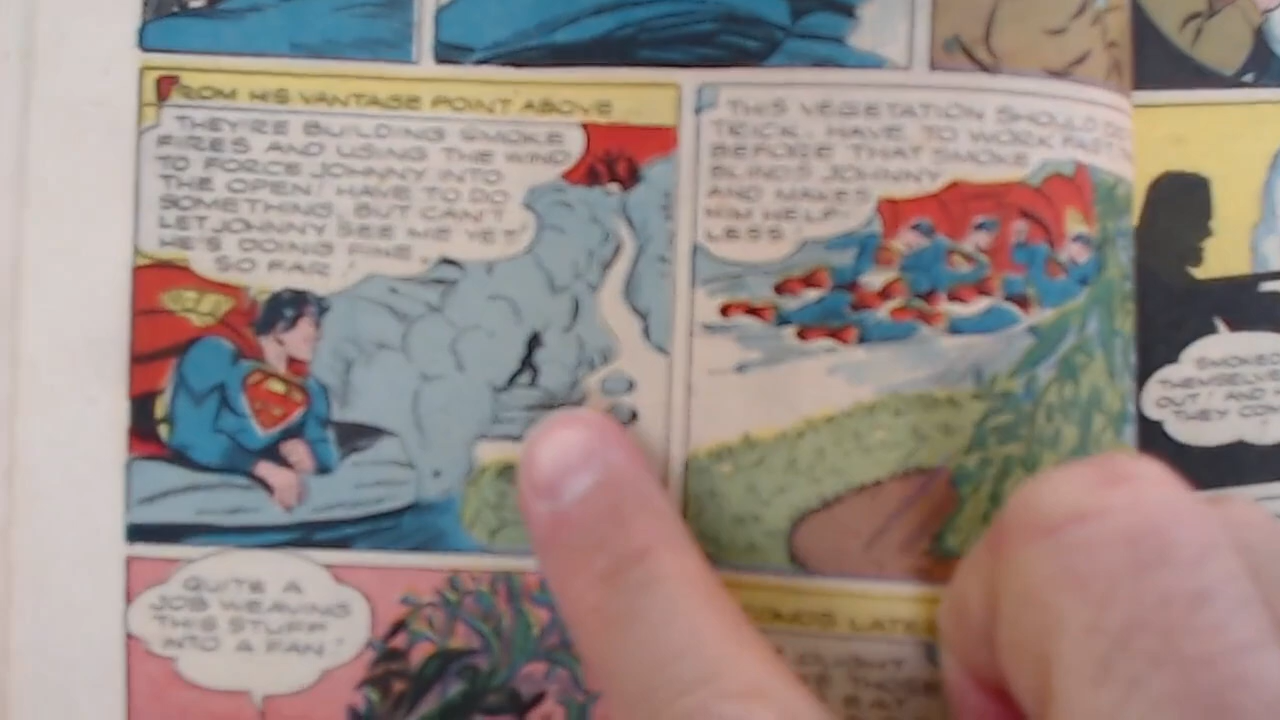 FROM HIS VANTAGE POINT ABOVE
THEY'RE BUILDING SMOKE
FIRES AND USING THE WIND
TO FORCE JOHNNY INTO
THE OPEN! HAVE TO DO
SOMETHING, BUT CAN'T
LET JOHNNY SEE ME YET!
HE'S DOING FINE,
SO FAR!
THIS VEGETATION SHOULD DO
TRICK. HAVE TO WORK FAST
BEFORE THAT SMOKE
BLINDS JOHNNY
AND MAKES
HIM HELP-
LESS!
SMOKED
THEMSELVES
OUT! AND
THEY
QUITE A
JOB WEAVING
THIS STUFF
INTO A FAN!
LATE